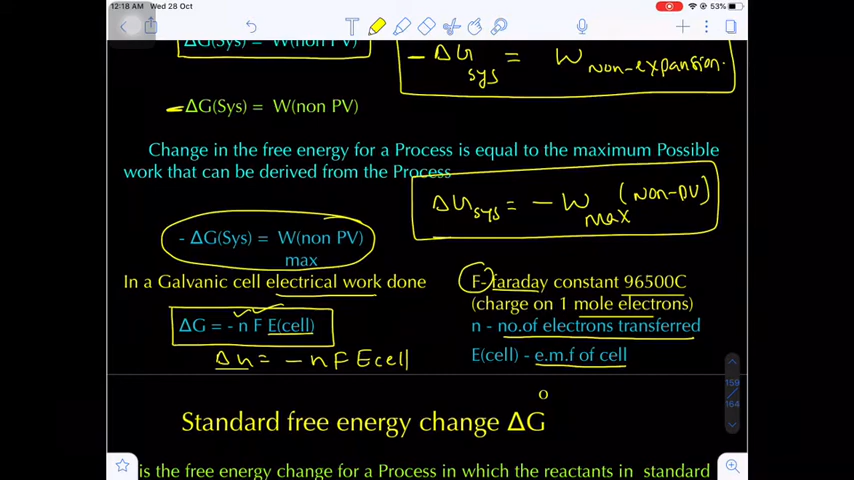 12:18 AM Wed 28 Oct
53%
ΔG(Sys) = W(non PV)
- ΔG sys = W non-expansion.
-ΔG(Sys) = W(non PV)
Change in the free energy for a Process is equal to the maximum Possible
work that can be derived from the Process
ΔG sys = - W max (non-PV)
- ΔG(Sys) = W(non PV)
max
In a Galvanic cell electrical work done
F- faraday constant 96500C
(charge on 1 mole electrons)
ΔG = - n F E(cell)
n - no.of electrons transferred
ΔG = - n F Ecell
E(cell) - e.m.f of cell
159
164
Standard free energy change ΔG°
is the free energy change for a Process in which the reactants in standard